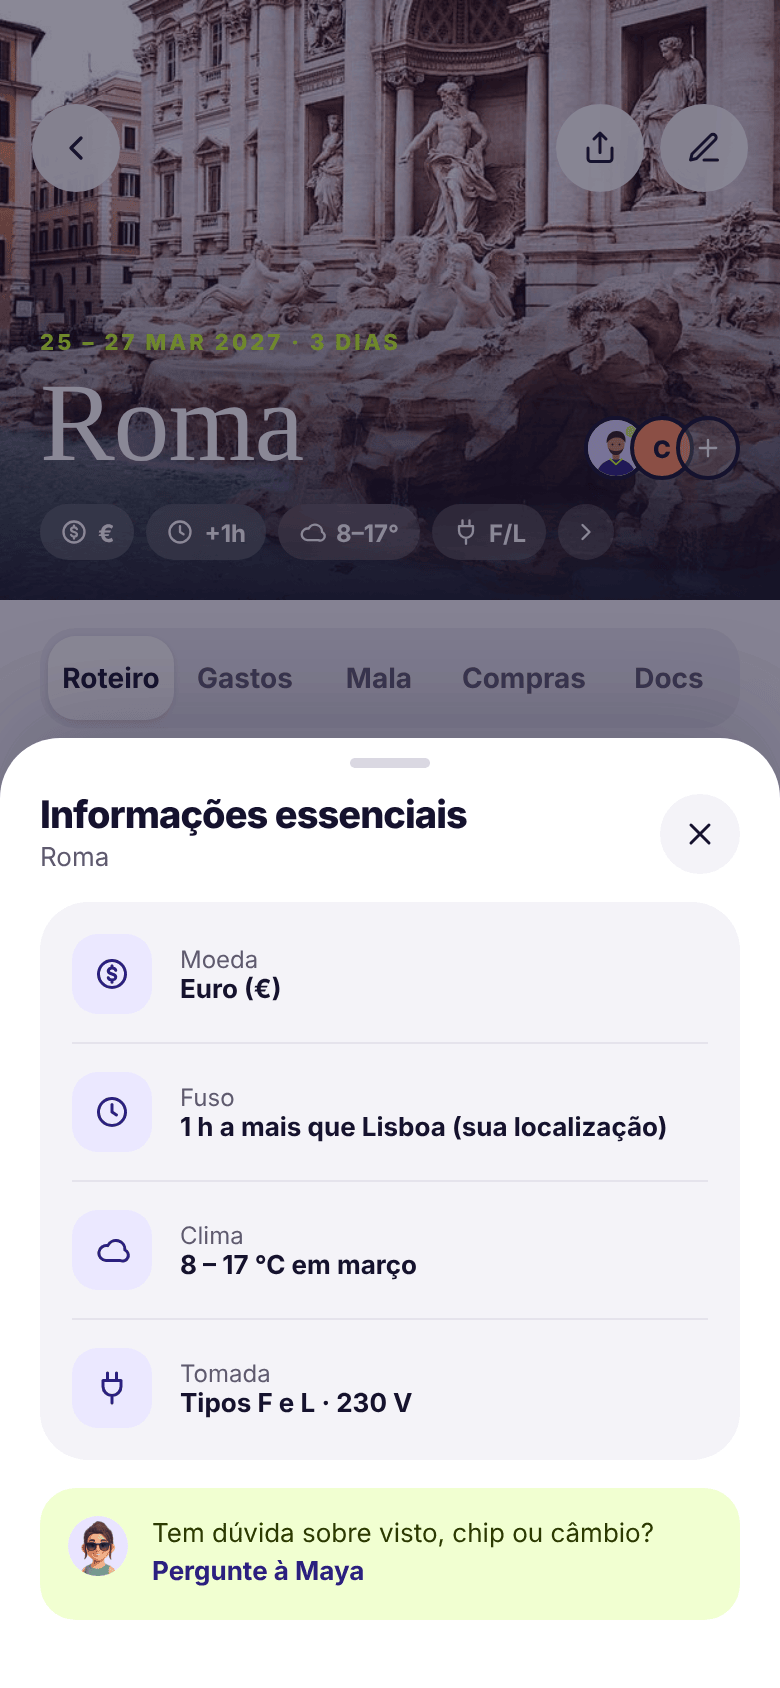 25 – 27 MAR 2027 · 3 DIAS
Roma
C
€
+1h
8–17°
F/L
Roteiro
Gastos
Mala
Compras
Docs
Informações essenciais
Roma
Moeda
Euro (€)
Fuso
1 h a mais que Lisboa (sua localização)
Clima
8 – 17 °C em março
Tomada
Tipos F e L · 230 V
Tem dúvida sobre visto, chip ou câmbio?
Pergunte à Maya